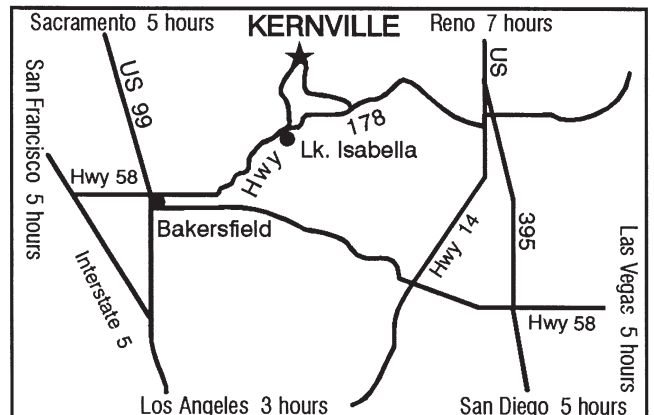 Sacramento 5 hours
KERNVILLE
Reno 7 hours
San Francisco 5 hours
US 99
US
178
Hwy
Lk. Isabella
Hwy 58
Bakersfield
Interstate 5
Hwy 14
395
Las Vegas 5 hours
Hwy 58
Los Angeles 3 hours
San Diego 5 hours